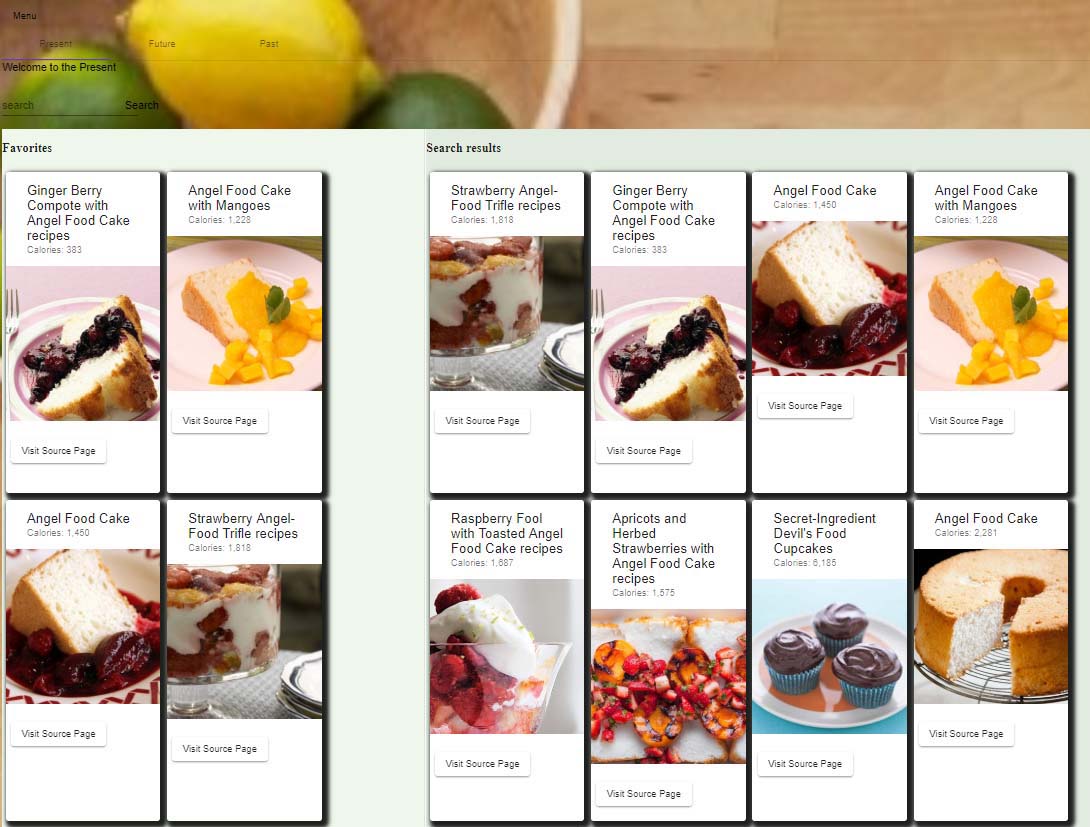 Menu
Present Future Past
Welcome to the Present
search Search
Favorites
Ginger Berry
Compote with
Angel Food Cake
recipes
Calories: 383
Visit Source Page
Angel Food Cake
with Mangoes
Calories: 1,228
Visit Source Page
Angel Food Cake
Calories: 1,450
Visit Source Page
Strawberry Angel-
Food Trifle recipes
Calories: 1,818
Visit Source Page
Search results
Strawberry Angel-
Food Trifle recipes
Calories: 1,818
Visit Source Page
Ginger Berry
Compote with
Angel Food Cake
recipes
Calories: 383
Visit Source Page
Angel Food Cake
Calories: 1,450
Visit Source Page
Angel Food Cake
with Mangoes
Calories: 1,228
Visit Source Page
Raspberry Fool
with Toasted Angel
Food Cake recipes
Calories: 1,687
Visit Source Page
Apricots and
Herbed
Strawberries with
Angel Food Cake
recipes
Calories: 1,575
Visit Source Page
Secret-Ingredient
Devil's Food
Cupcakes
Calories: 6,185
Visit Source Page
Angel Food Cake
Calories: 2,281
Visit Source Page